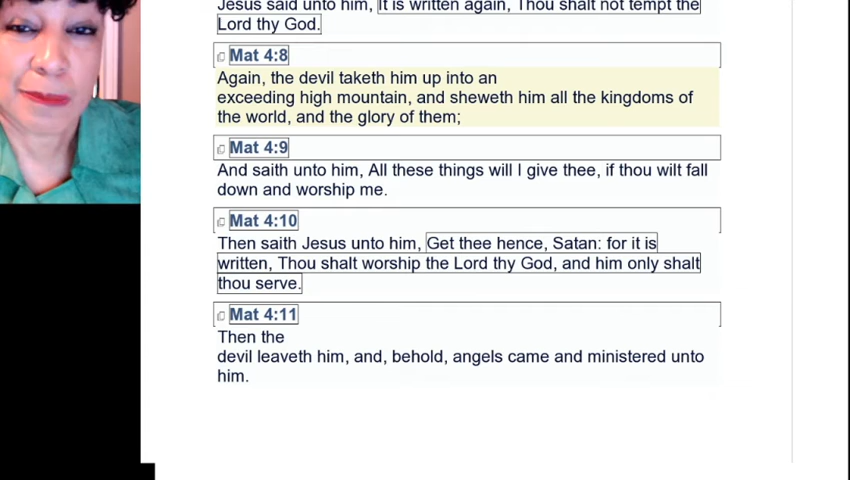 Jesus said unto him, It is written again, Thou shalt not tempt the
Lord thy God.
Mat 4:8
Again, the devil taketh him up into an
exceeding high mountain, and sheweth him all the kingdoms of
the world, and the glory of them;
Mat 4:9
And saith unto him, All these things will I give thee, if thou wilt fall
down and worship me.
Mat 4:10
Then saith Jesus unto him, Get thee hence, Satan: for it is
written, Thou shalt worship the Lord thy God, and him only shalt
thou serve.
Mat 4:11
Then the
devil leaveth him, and, behold, angels came and ministered unto
him.